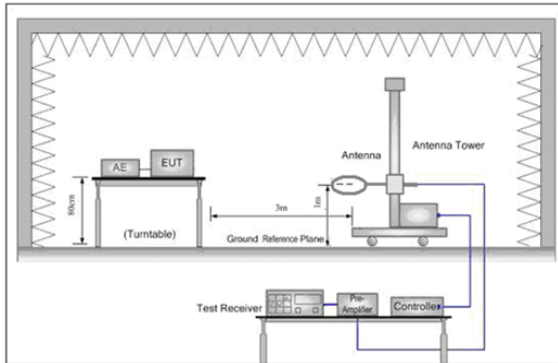 Antenna Tower
Antenna
AE
EUT
80cm
(Turntable)
3m
1m
Ground Reference Plane
Test Receiver
Pre-
Amplifier
Controller